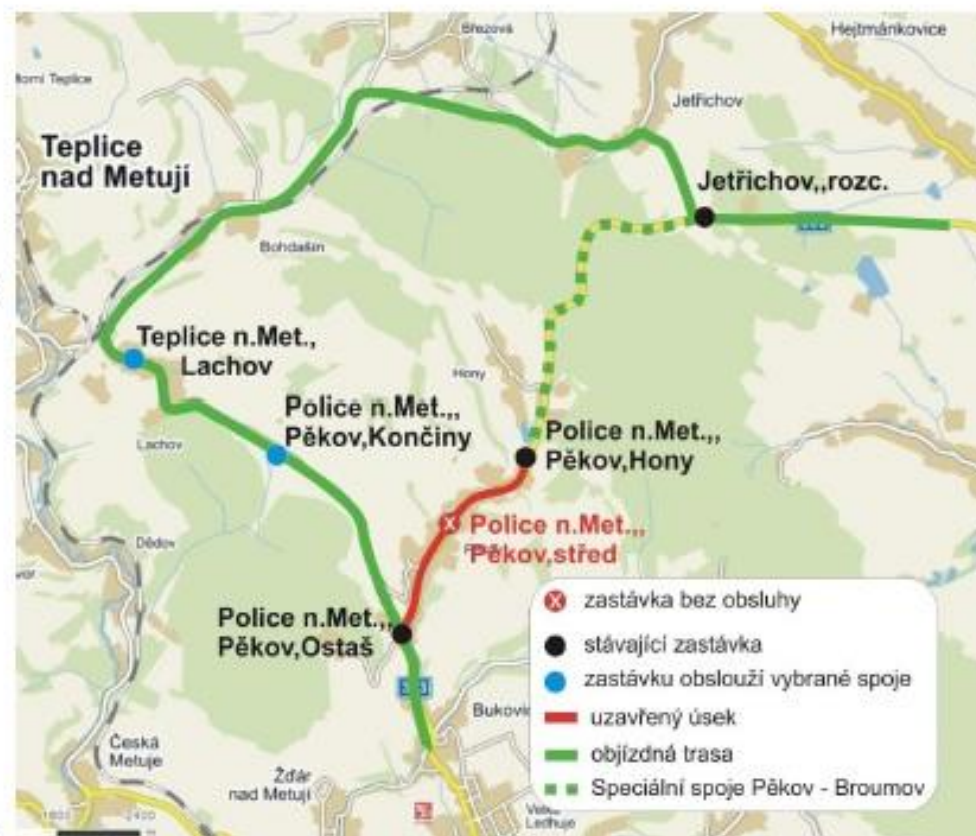 Březová
Hejtmánkovice
Horní Teplice
Jetřichov
Teplice
nad Metují
Jetřichov,,rozc.
Bohdašín
Teplice n.Met.,
Lachov
Hony
Police n.Met.,,
Pěkov,Končiny
Lachov
Police n.Met.,,
Pěkov,Hony
Police n.Met.,,
Pěkov,střed
Dědov
Police n.Met.,,
Pěkov,Ostaš
X zastávka bez obsluhy
stávající zastávka
zastávku obslouží vybrané spoje
uzavřený úsek
objízdná trasa
Speciální spoje Pěkov - Broumov
Bukovic
Česká
Metuje
Žďár
nad Metují